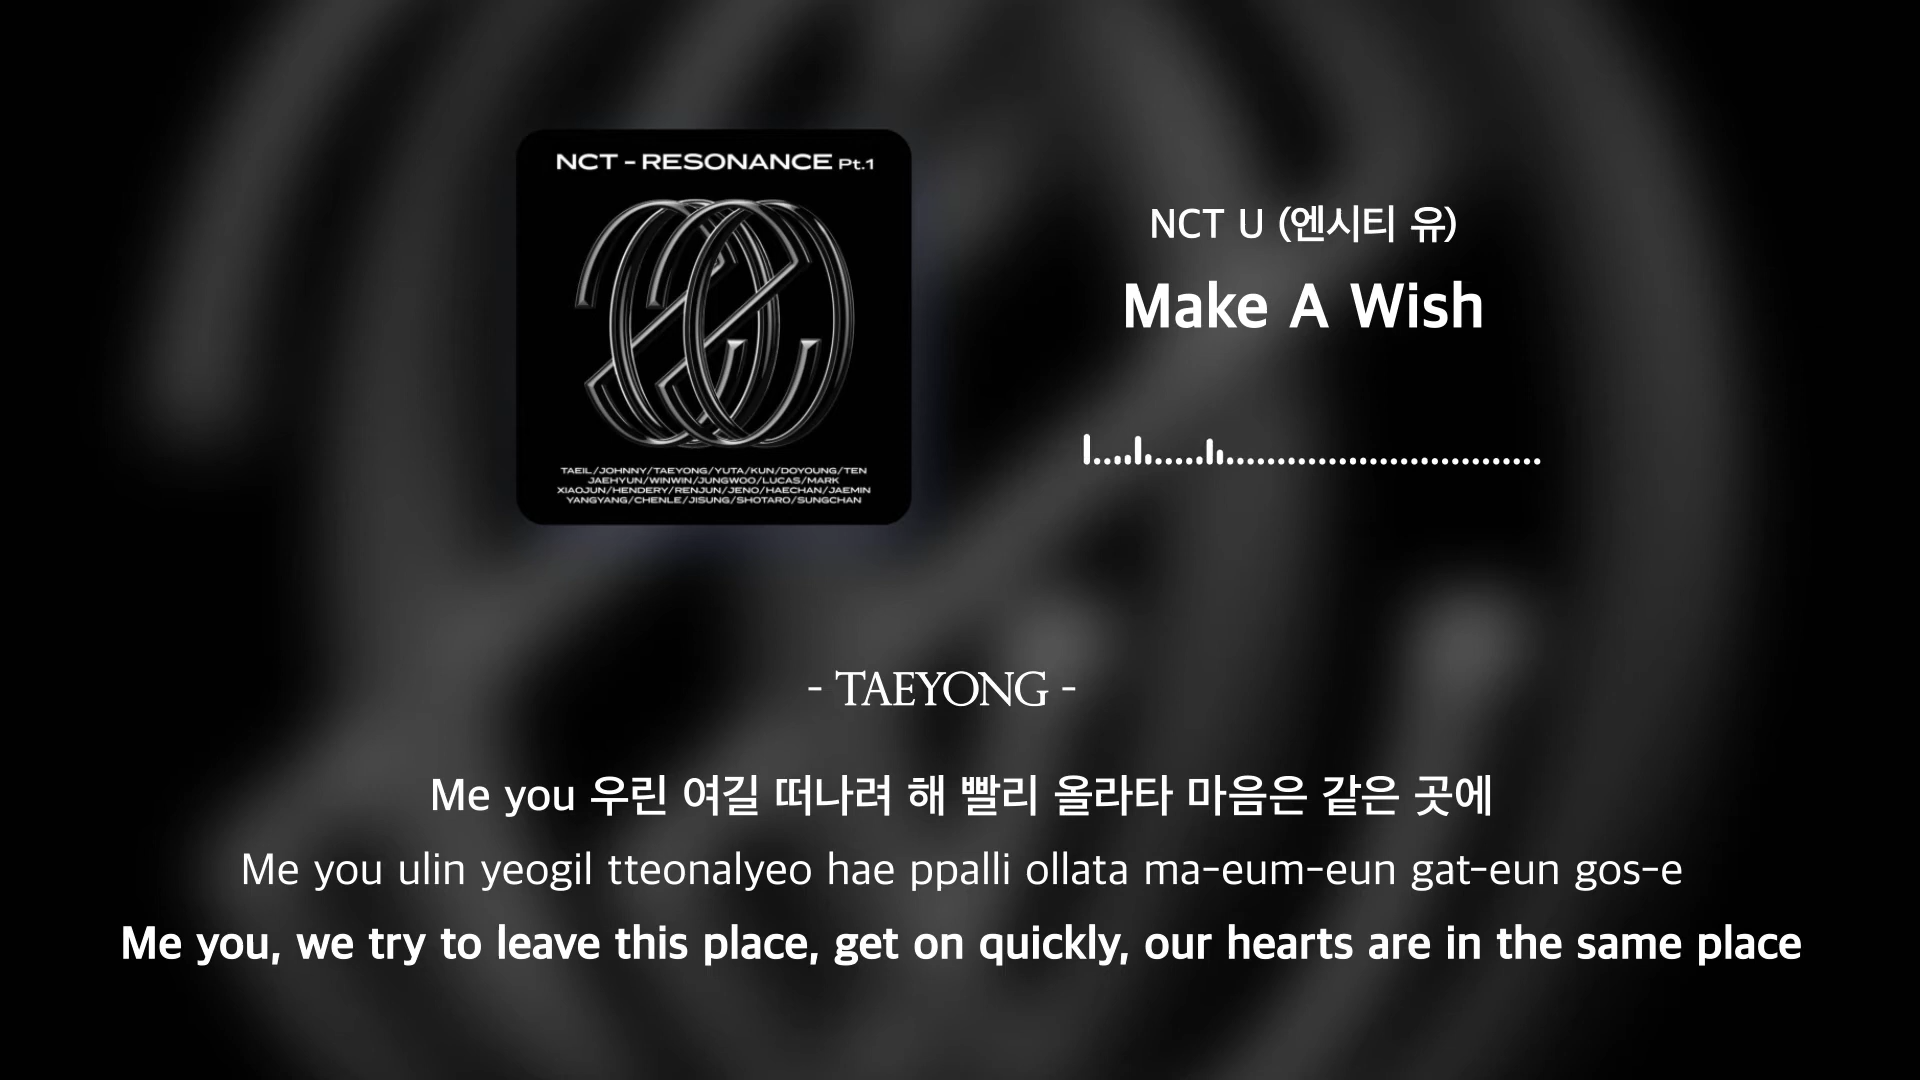 NCT - RESONANCE Pt.1
TAEIL/JOHNNY/TAEYONG/YUTA/KUN/DOYOUNG/TEN
JAEHYUN/WINWIN/JUNGWOO/LUCAS/MARK
XIAOJUN/HENDERY/RENJUN/JENO/HAECHAN/JAEMIN
YANGYANG/CHENLE/JISUNG/SHOTARO/SUNGCHAN
NCT U (엔시티 유)
Make A Wish
- TAEYONG -
Me you 우린 여길 떠나려 해 빨리 올라타 마음은 같은 곳에
Me you ulin yeogil tteonalyeo hae ppalli ollata ma-eum-eun gat-eun gos-e
Me you, we try to leave this place, get on quickly, our hearts are in the same place